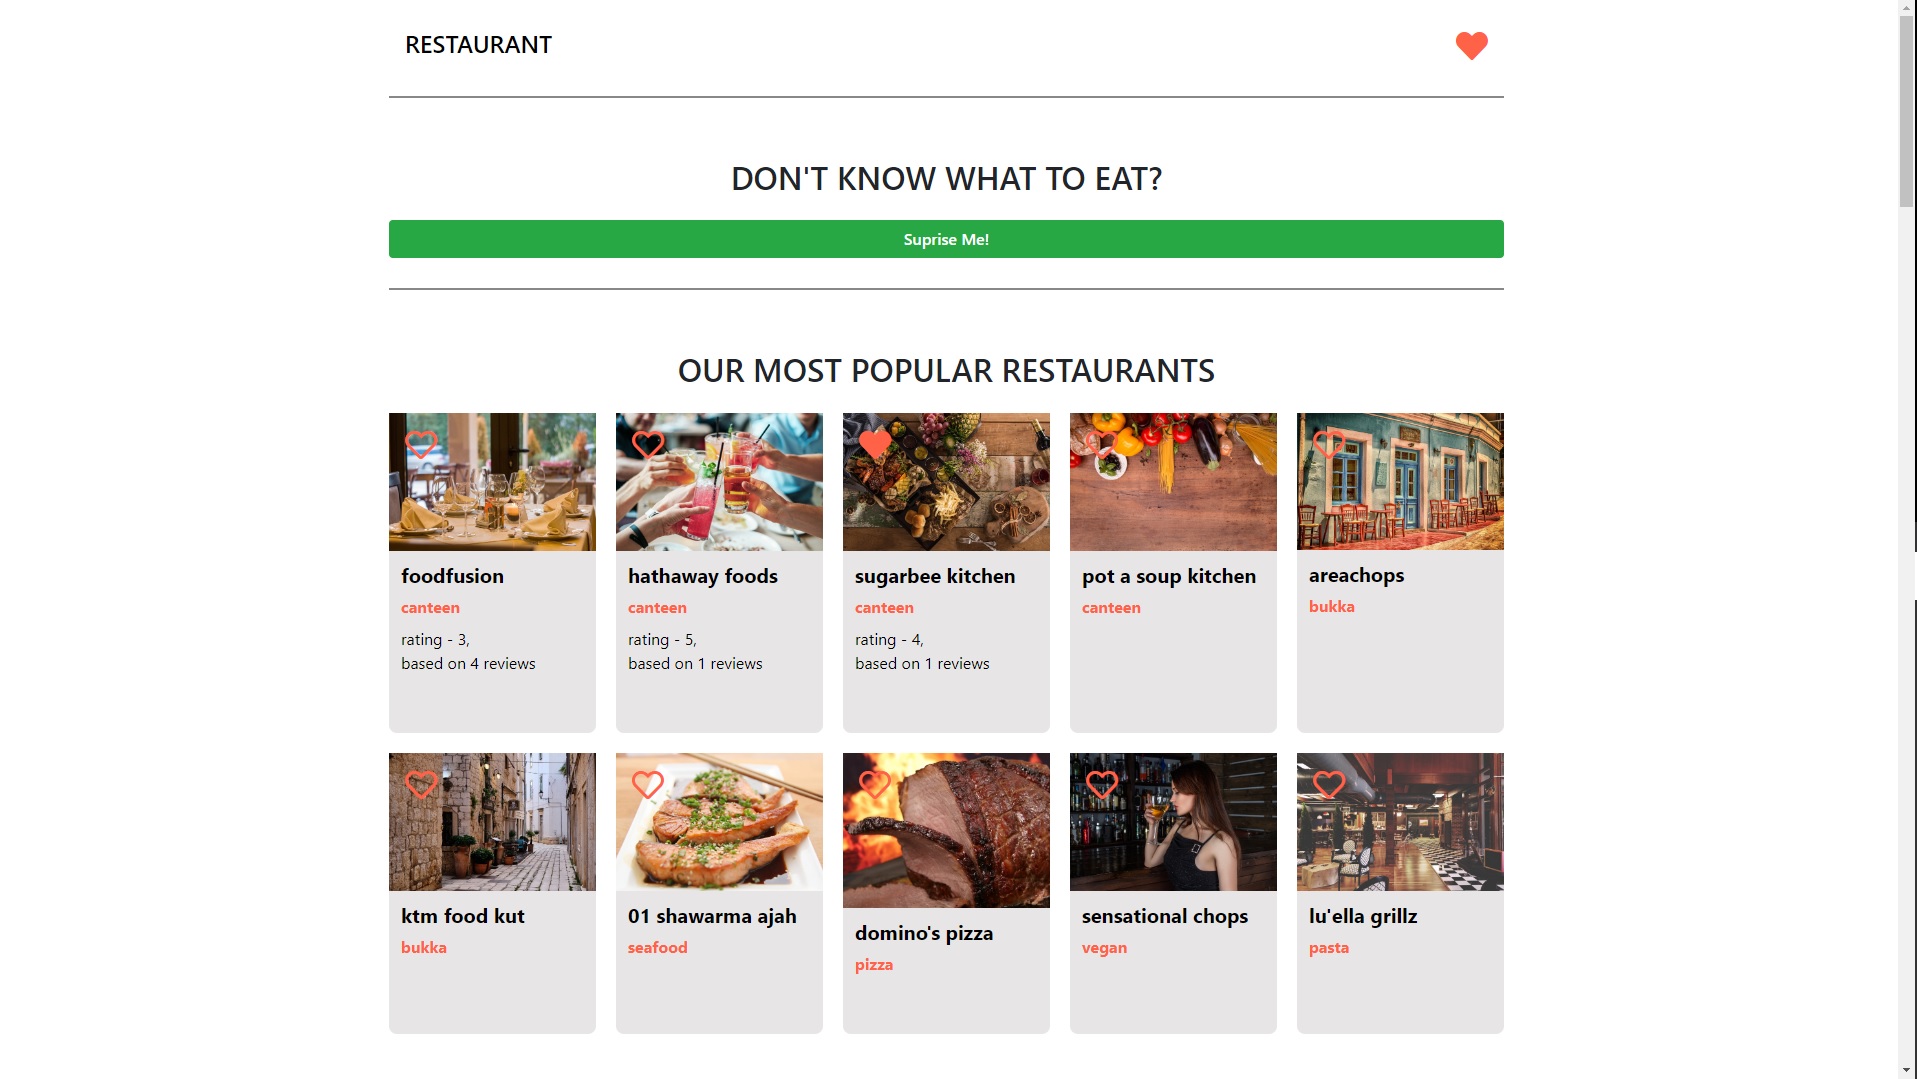 RESTAURANT
DON'T KNOW WHAT TO EAT?
Suprise Me!
OUR MOST POPULAR RESTAURANTS
foodfusion
canteen
rating - 3,
based on 4 reviews
hathaway foods
canteen
rating - 5,
based on 1 reviews
sugarbee kitchen
canteen
rating - 4,
based on 1 reviews
pot a soup kitchen
canteen
areachops
bukka
ktm food kut
bukka
01 shawarma ajah
seafood
domino's pizza
pizza
sensational chops
vegan
lu'ella grillz
pasta